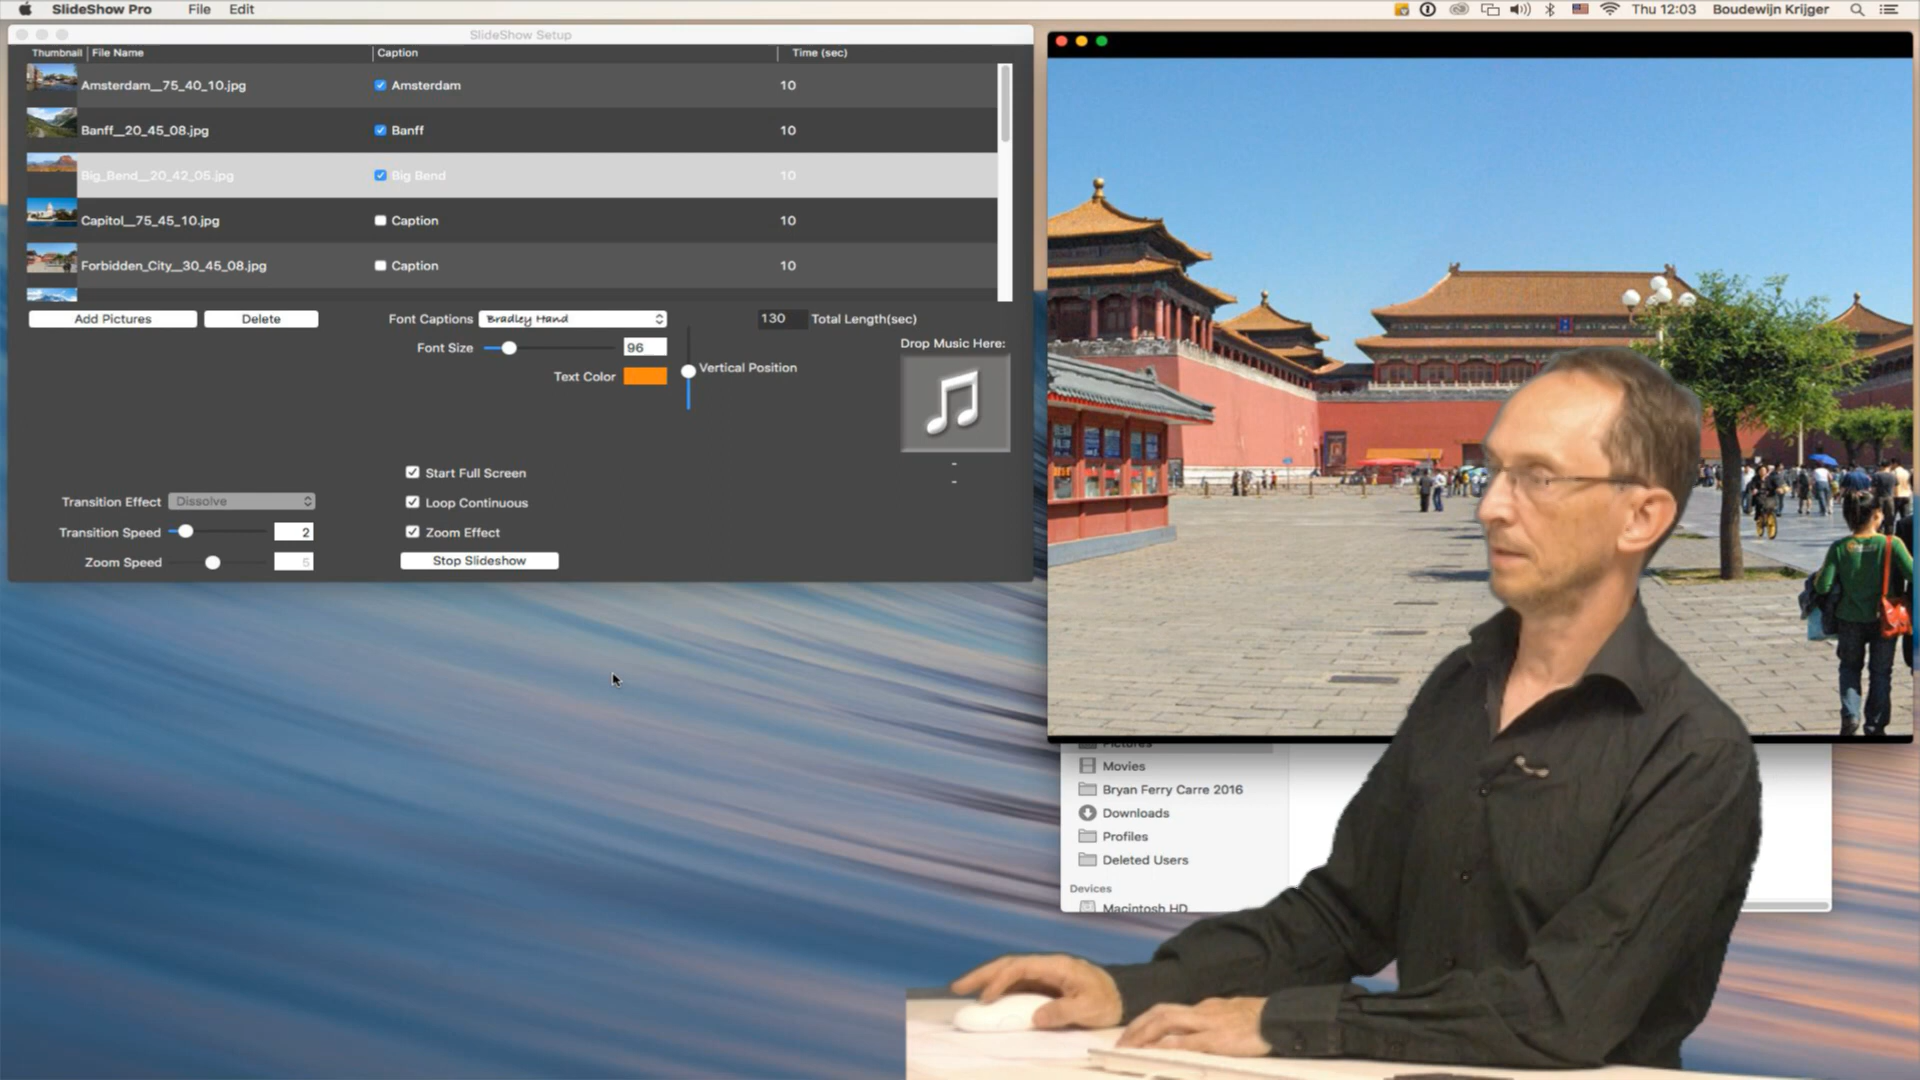 SlideShow Pro File Edit Thu 12:03 Boudewijn Krijger
SlideShow Setup
Thumbnail File Name Caption Time (sec)
Amsterdam__75_40_10.jpg Amsterdam 10
Banff__20_45_08.jpg Banff 10
Big_Bend__20_42_05.jpg Big Bend 10
Capitol__75_45_10.jpg Caption 10
Forbidden_City__30_45_08.jpg Caption 10
Add Pictures Delete Font Captions Bradley Hand 130 Total Length(sec)
Font Size 96 Drop Music Here:
Text Color Vertical Position
- 
Start Full Screen -
Transition Effect Dissolve Loop Continuous
Transition Speed 2 Zoom Effect
Zoom Speed 5 Stop Slideshow
Pictures
Movies
Bryan Ferry Carre 2016
Downloads
Profiles
Deleted Users
Devices
Macintosh HD